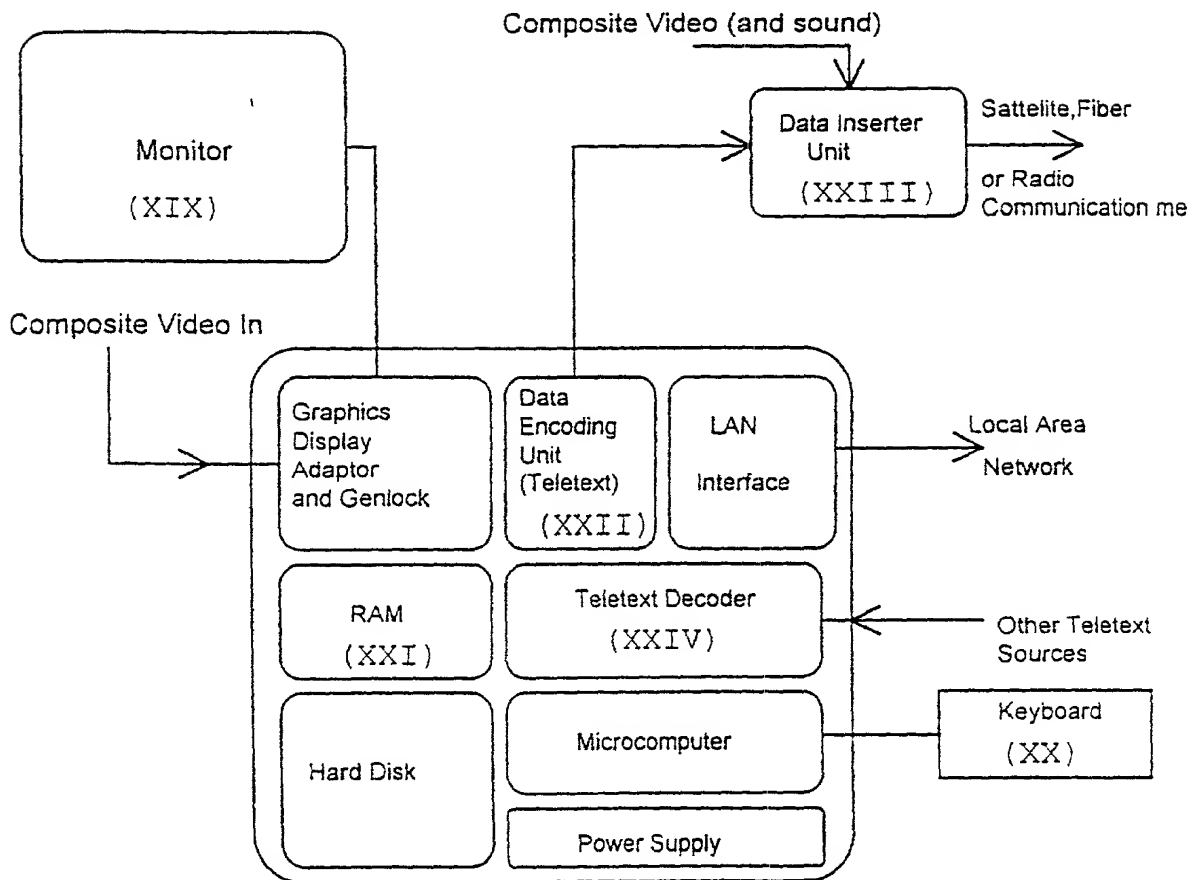 Composite Video (and sound)
Monitor
(XIX)
Data Inserter
Unit
(XXIII)
Sattelite,Fiber
or Radio
Communication me
Composite Video In
Graphics
Display
Adaptor
and Genlock
Data
Encoding
Unit
(Teletext)
(XXII)
LAN
Interface
Local Area
Network
RAM
(XXI)
Teletext Decoder
(XXIV)
Other Teletext
Sources
Hard Disk
Microcomputer
Keyboard
(XX)
Power Supply